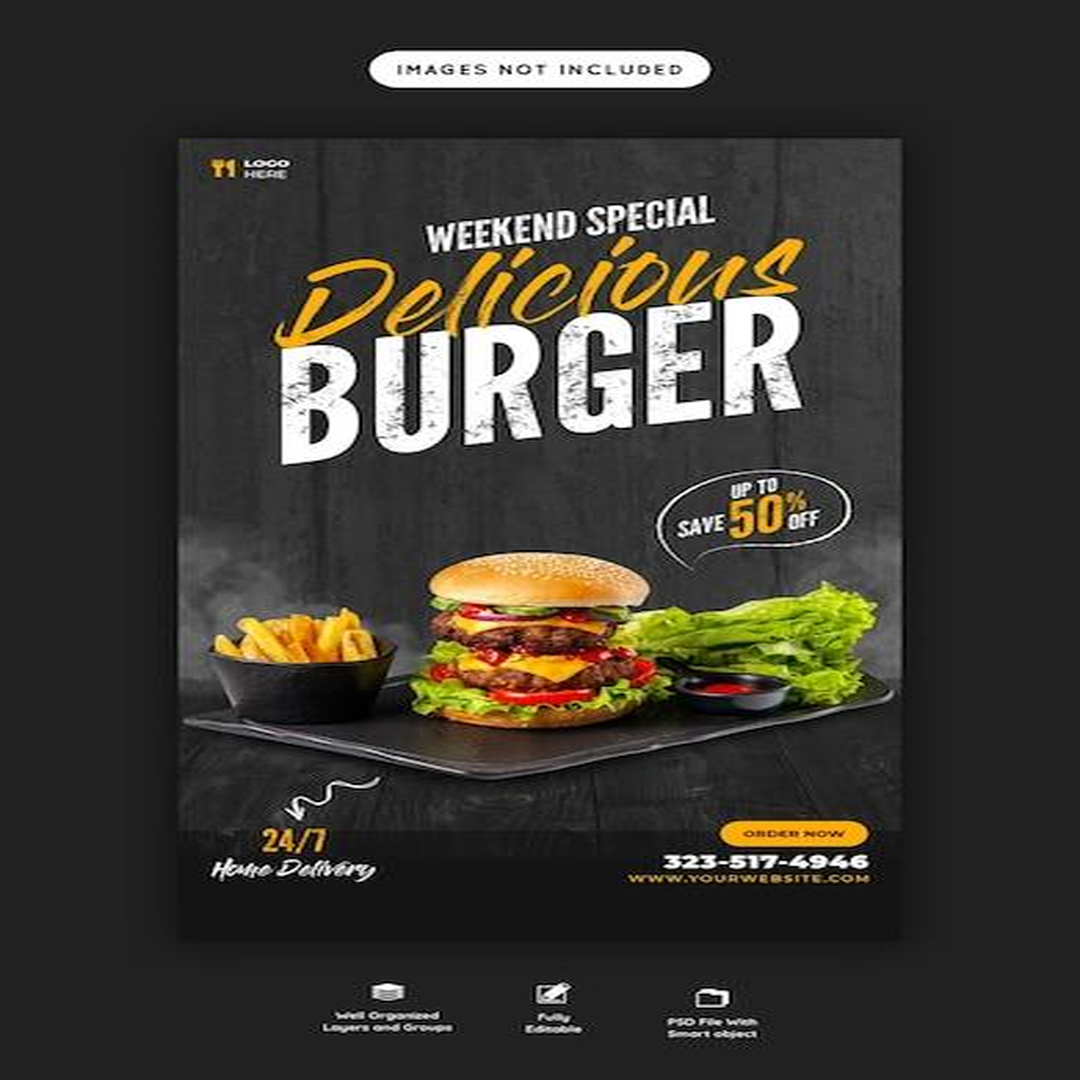 IMAGES NOT INCLUDED
LOGO
HERE
WEEKEND SPECIAL
Delicious
BURGER
UP TO
SAVE 50% OFF
24/7
Home Delivery
ORDER NOW
323-517-4946
WWW.YOURWEBSITE.COM
Well Organized
Layers and Groups
Fully
Editable
PSD File With
Smart object